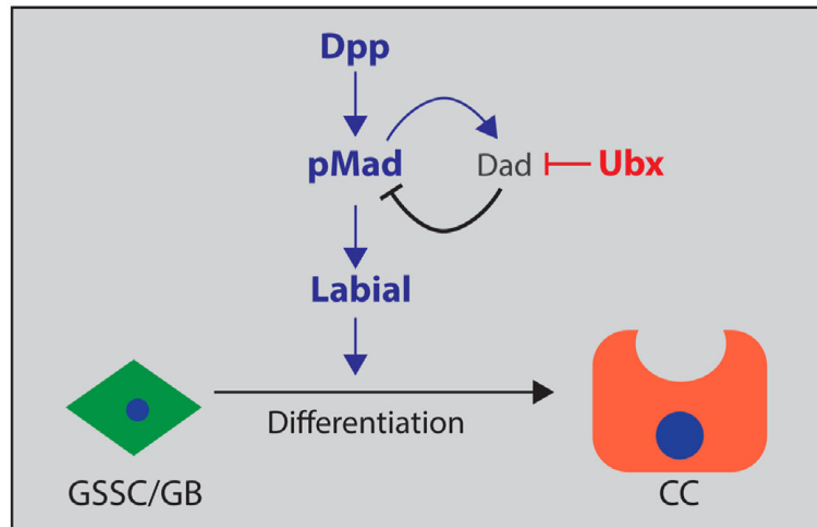 Dpp
pMad
Dad
Ubx
Labial
Differentiation
GSSC/GB
CC